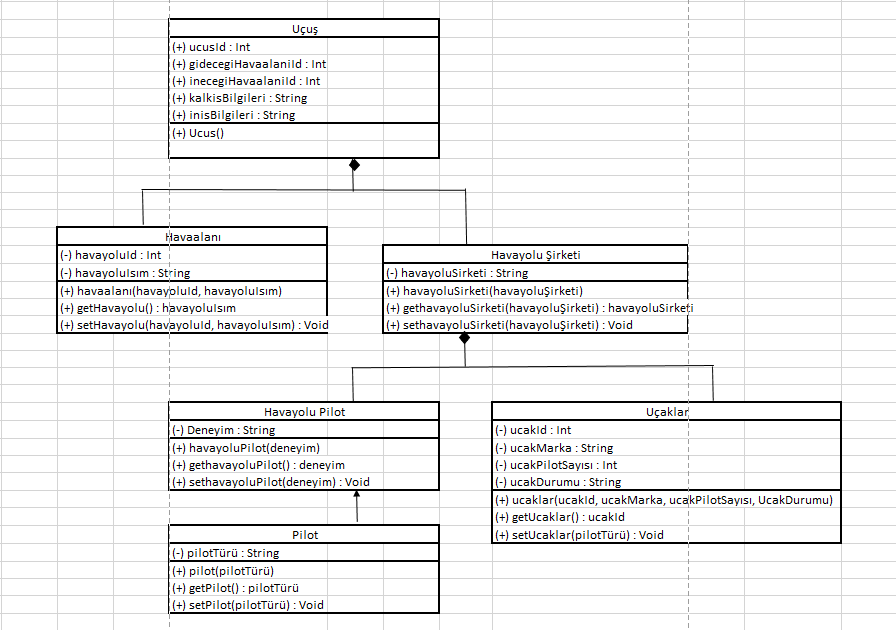 Uçuş
(+) ucusId : Int
(+) gidecegiHavaalaniId : Int
(+) inecegiHavaalaniId : Int
(+) kalkisBilgileri : String
(+) inisBilgileri : String
(+) Ucus()
Havaalanı
(-) havayoluId : Int
(-) havayoluIsım : String
(+) havaalanı(havayoluId, havayoluIsım)
(+) getHavayolu() : havayoluIsım
(+) setHavayolu(havayoluId, havayoluIsım) : Void
Havayolu Şirketi
(-) havayoluSirketi : String
(+) havayoluSirketi(havayoluŞirketi)
(+) gethavayoluSirketi(havayoluŞirketi) : havayoluSirketi
(+) sethavayoluSirketi(havayoluŞirketi) : Void
Havayolu Pilot
(-) Deneyim : String
(+) havayoluPilot(deneyim)
(+) gethavayoluPilot() : deneyim
(+) sethavayoluPilot(deneyim) : Void
Uçaklar
(-) ucakId : Int
(-) ucakMarka : String
(-) ucakPilotSayısı : Int
(-) ucakDurumu : String
(+) ucaklar(ucakId, ucakMarka, ucakPilotSayısı, UcakDurumu)
(+) getUcaklar() : ucakId
(+) setUcaklar(pilotTürü) : Void
Pilot
(-) pilotTürü : String
(+) pilot(pilotTürü)
(+) getPilot() : pilotTürü
(+) setPilot(pilotTürü) : Void